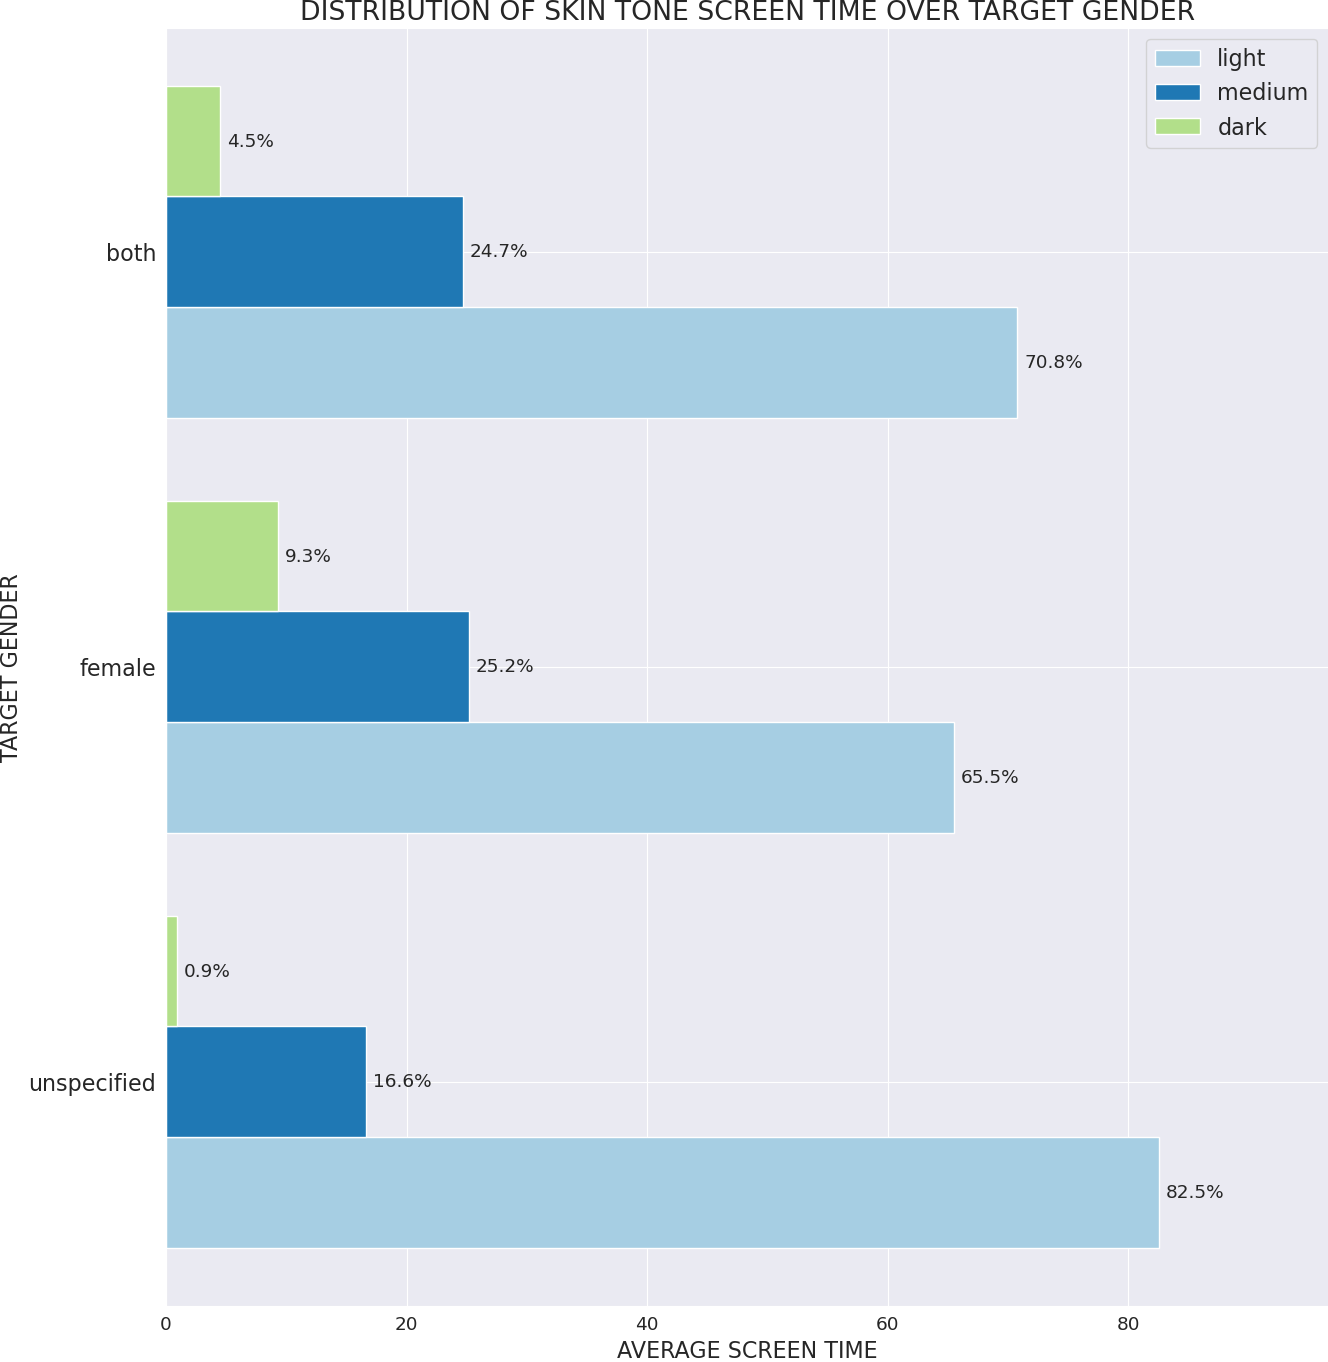 DISTRIBUTION OF SKIN TONE SCREEN TIME OVER TARGET GENDER
light
medium
dark
4.5%
both
24.7%
70.8%
9.3%
female
25.2%
65.5%
TARGET GENDER
0.9%
unspecified
16.6%
82.5%
0 20 40 60 80
AVERAGE SCREEN TIME